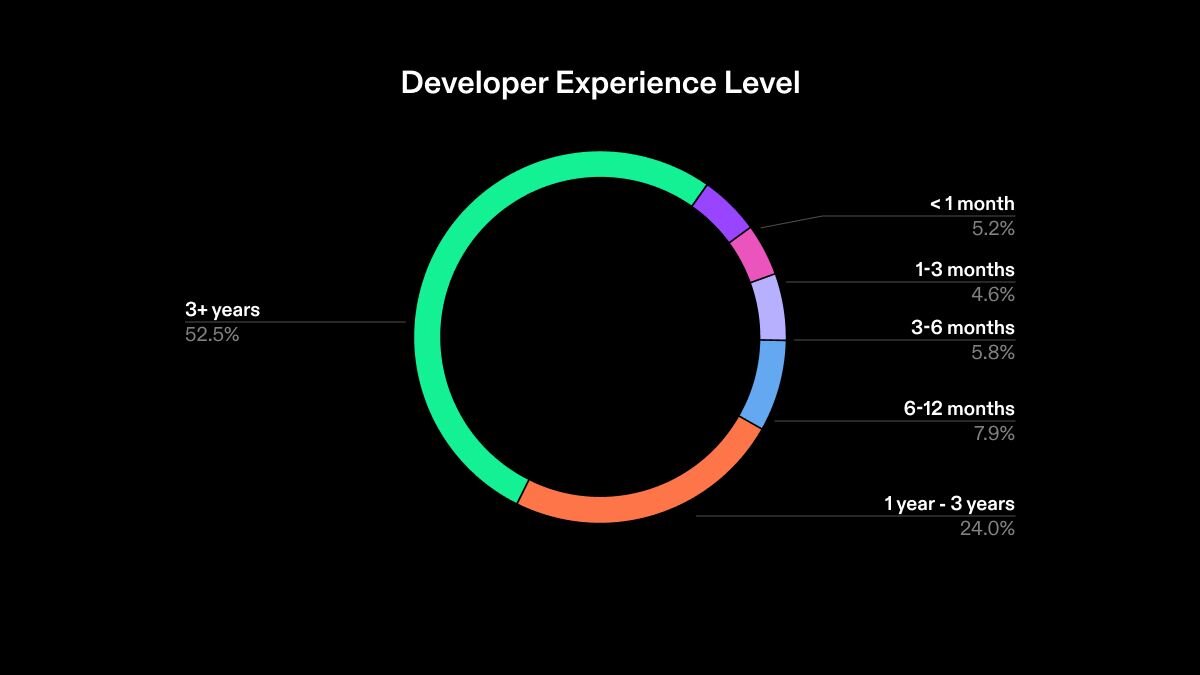 Developer Experience Level
< 1 month
5.2%
1-3 months
4.6%
3-6 months
5.8%
6-12 months
7.9%
1 year - 3 years
24.0%
3+ years
52.5%